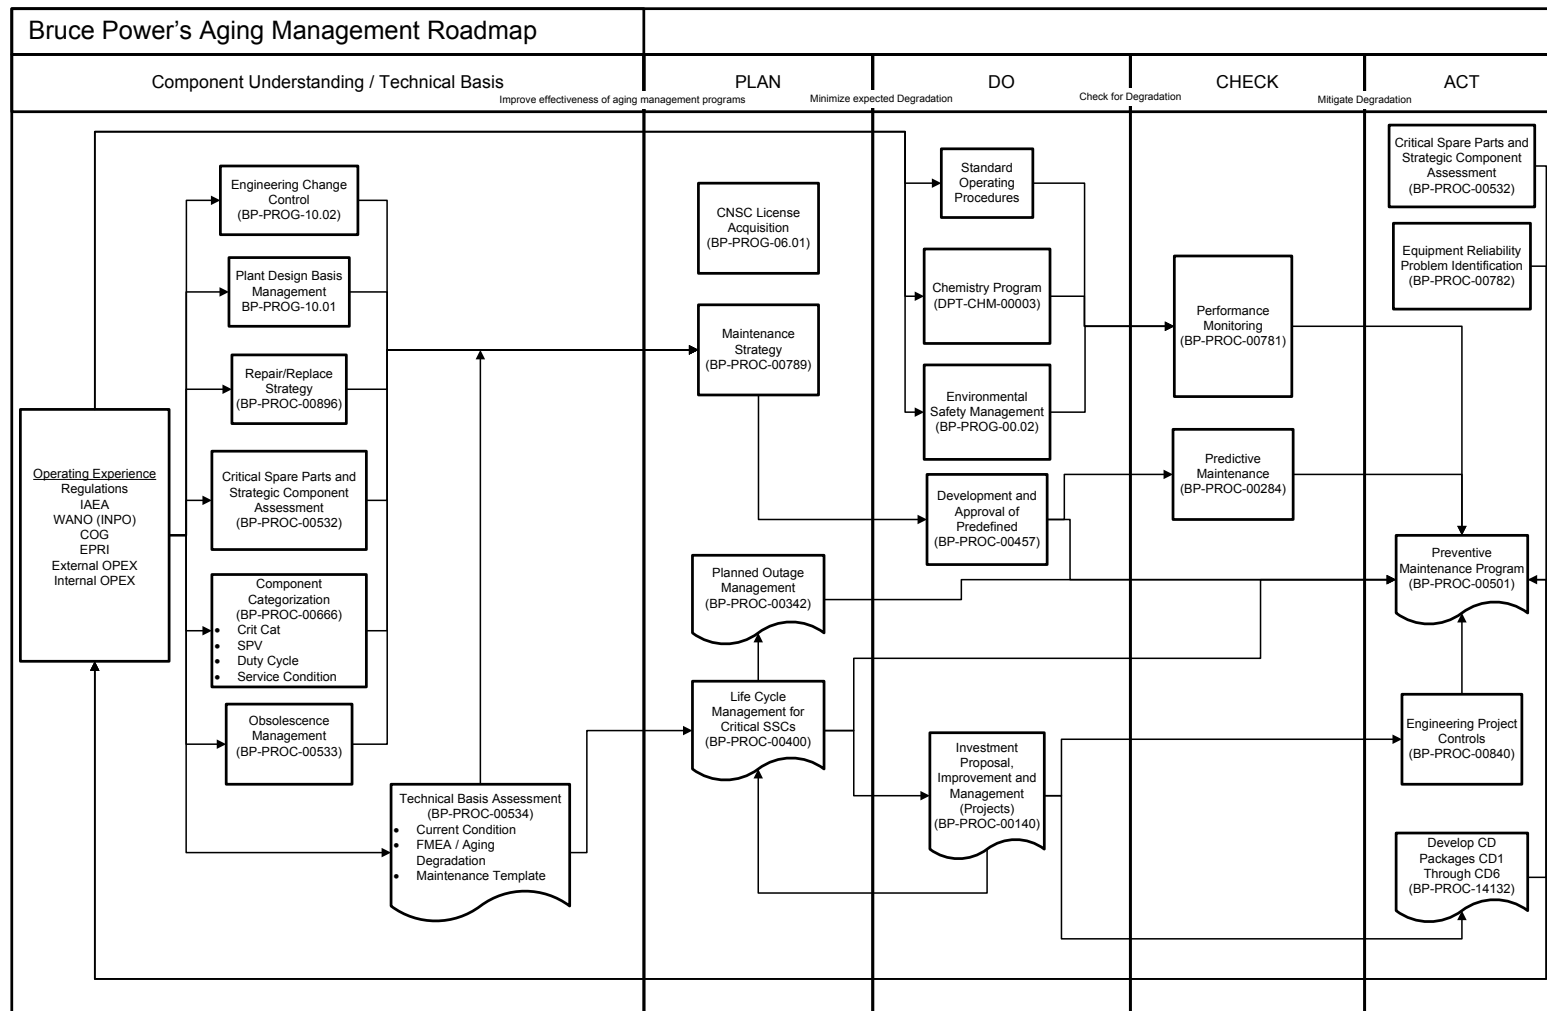 Bruce Power's Aging Management Roadmap
Component Understanding / Technical Basis
PLAN
DO
CHECK
ACT
Improve effectiveness of aging management programs
Minimize expected Degradation
Check for Degradation
Mitigate Degradation
Operating Experience
Regulations
IAEA
WANO (INPO)
COG
EPRI
External OPEX
Internal OPEX
Engineering Change
Control
(BP-PROG-10.02)
Plant Design Basis
Management
BP-PROG-10.01
Repair/Replace
Strategy
(BP-PROC-00896)
Critical Spare Parts and
Strategic Component
Assessment
(BP-PROC-00532)
Component
Categorization
(BP-PROC-00666)
• Crit Cat
• SPV
• Duty Cycle
• Service Condition
Obsolescence
Management
(BP-PROC-00533)
Technical Basis Assessment
(BP-PROC-00534)
• Current Condition
• FMEA / Aging
Degradation
• Maintenance Template
CNSC License
Acquisition
(BP-PROG-06.01)
Maintenance
Strategy
(BP-PROC-00789)
Planned Outage
Management
(BP-PROC-00342)
Life Cycle
Management for
Critical SSCs
(BP-PROC-00400)
Standard
Operating
Procedures
Chemistry Program
(DPT-CHM-00003)
Environmental
Safety Management
(BP-PROG-00.02)
Development and
Approval of
Predefined
(BP-PROC-00457)
Investment
Proposal,
Improvement and
Management
(Projects)
(BP-PROC-00140)
Performance
Monitoring
(BP-PROC-00781)
Predictive
Maintenance
(BP-PROC-00284)
Critical Spare Parts and
Strategic Component
Assessment
(BP-PROC-00532)
Equipment Reliability
Problem Identification
(BP-PROC-00782)
Preventive
Maintenance Program
(BP-PROC-00501)
Engineering Project
Controls
(BP-PROC-00840)
Develop CD
Packages CD1
Through CD6
(BP-PROC-14132)